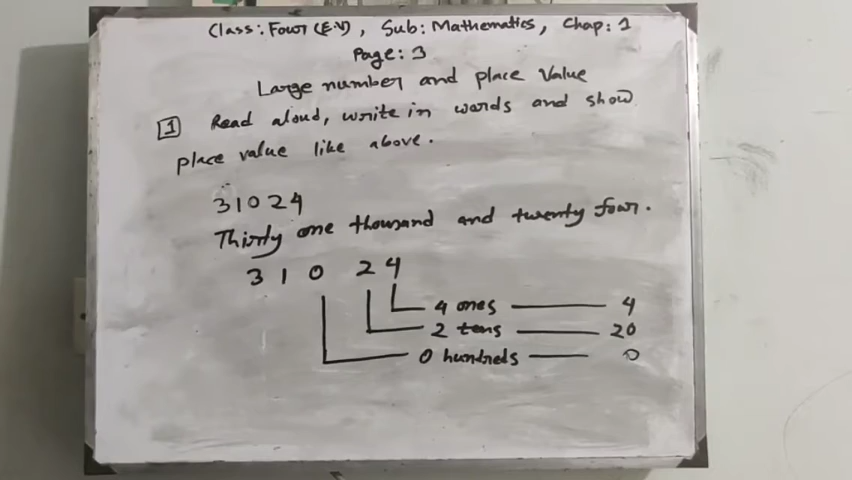 Class: Four (E.V), Sub: Mathematics, Chap: 1
Page: 3
Large number and place Value
1 Read aloud, write in words and show
place value like above.
31024
Thirty one thousand and twenty four.
3 1 0 2 4
4 ones 4
2 tens 20
0 hundreds 0